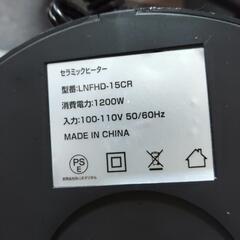 セラミックヒーター
型番:LNFHD-15CR
消費電力:1200W
入力:100-110V 50/60Hz
MADE IN CHINA
PS
E